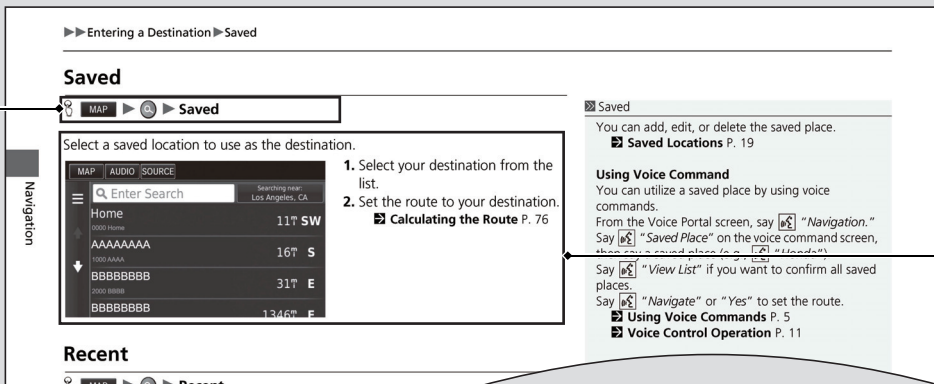 ▶▶Entering a Destination▶Saved
Saved
MAP ▶ ▶ Saved
Select a saved location to use as the destination.
MAP AUDIO SOURCE
Enter Search
Searching near:
Los Angeles, CA
Home
0000 Home
11 SW
AAAAAAAA
1000 AAAA
16 S
BBBBBBBB
2000 BBBB
31 E
BBBBBBBB
1346 E
1. Select your destination from the
list.
2. Set the route to your destination.
Calculating the Route P. 76
Navigation
Saved
You can add, edit, or delete the saved place.
Saved Locations P. 19
Using Voice Command
You can utilize a saved place by using voice
commands.
From the Voice Portal screen, say "Navigation."
Say "Saved Place" on the voice command screen,
then say a saved place (e.g., "Honda").
Say "View List" if you want to confirm all saved
places.
Say "Navigate" or "Yes" to set the route.
Using Voice Commands P. 5
Voice Control Operation P. 11
Recent
MAP ▶ ▶ Recent